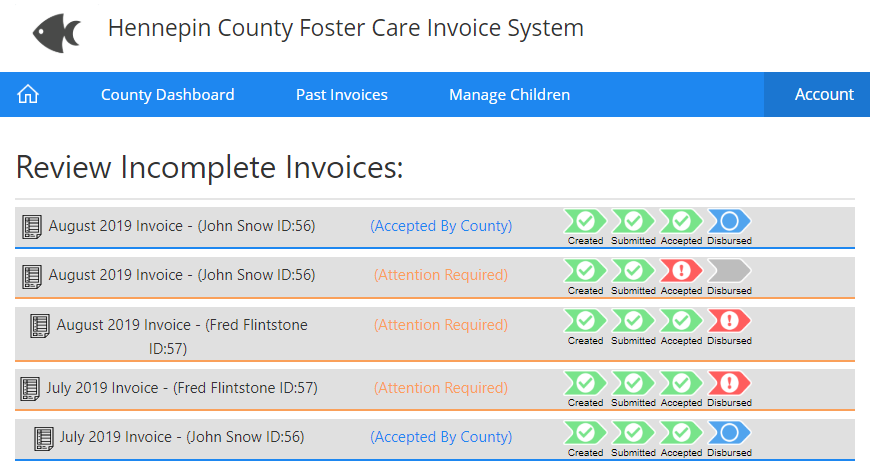 Hennepin County Foster Care Invoice System
County Dashboard Past Invoices Manage Children Account
Review Incomplete Invoices:
August 2019 Invoice - (John Snow ID:56) (Accepted By County)
Created Submitted Accepted Disbursed
August 2019 Invoice - (John Snow ID:56) (Attention Required)
Created Submitted Accepted Disbursed
August 2019 Invoice - (Fred Flintstone (Attention Required)
ID:57)
Created Submitted Accepted Disbursed
July 2019 Invoice - (Fred Flintstone ID:57) (Attention Required)
Created Submitted Accepted Disbursed
July 2019 Invoice - (John Snow ID:56) (Accepted By County)
Created Submitted Accepted Disbursed